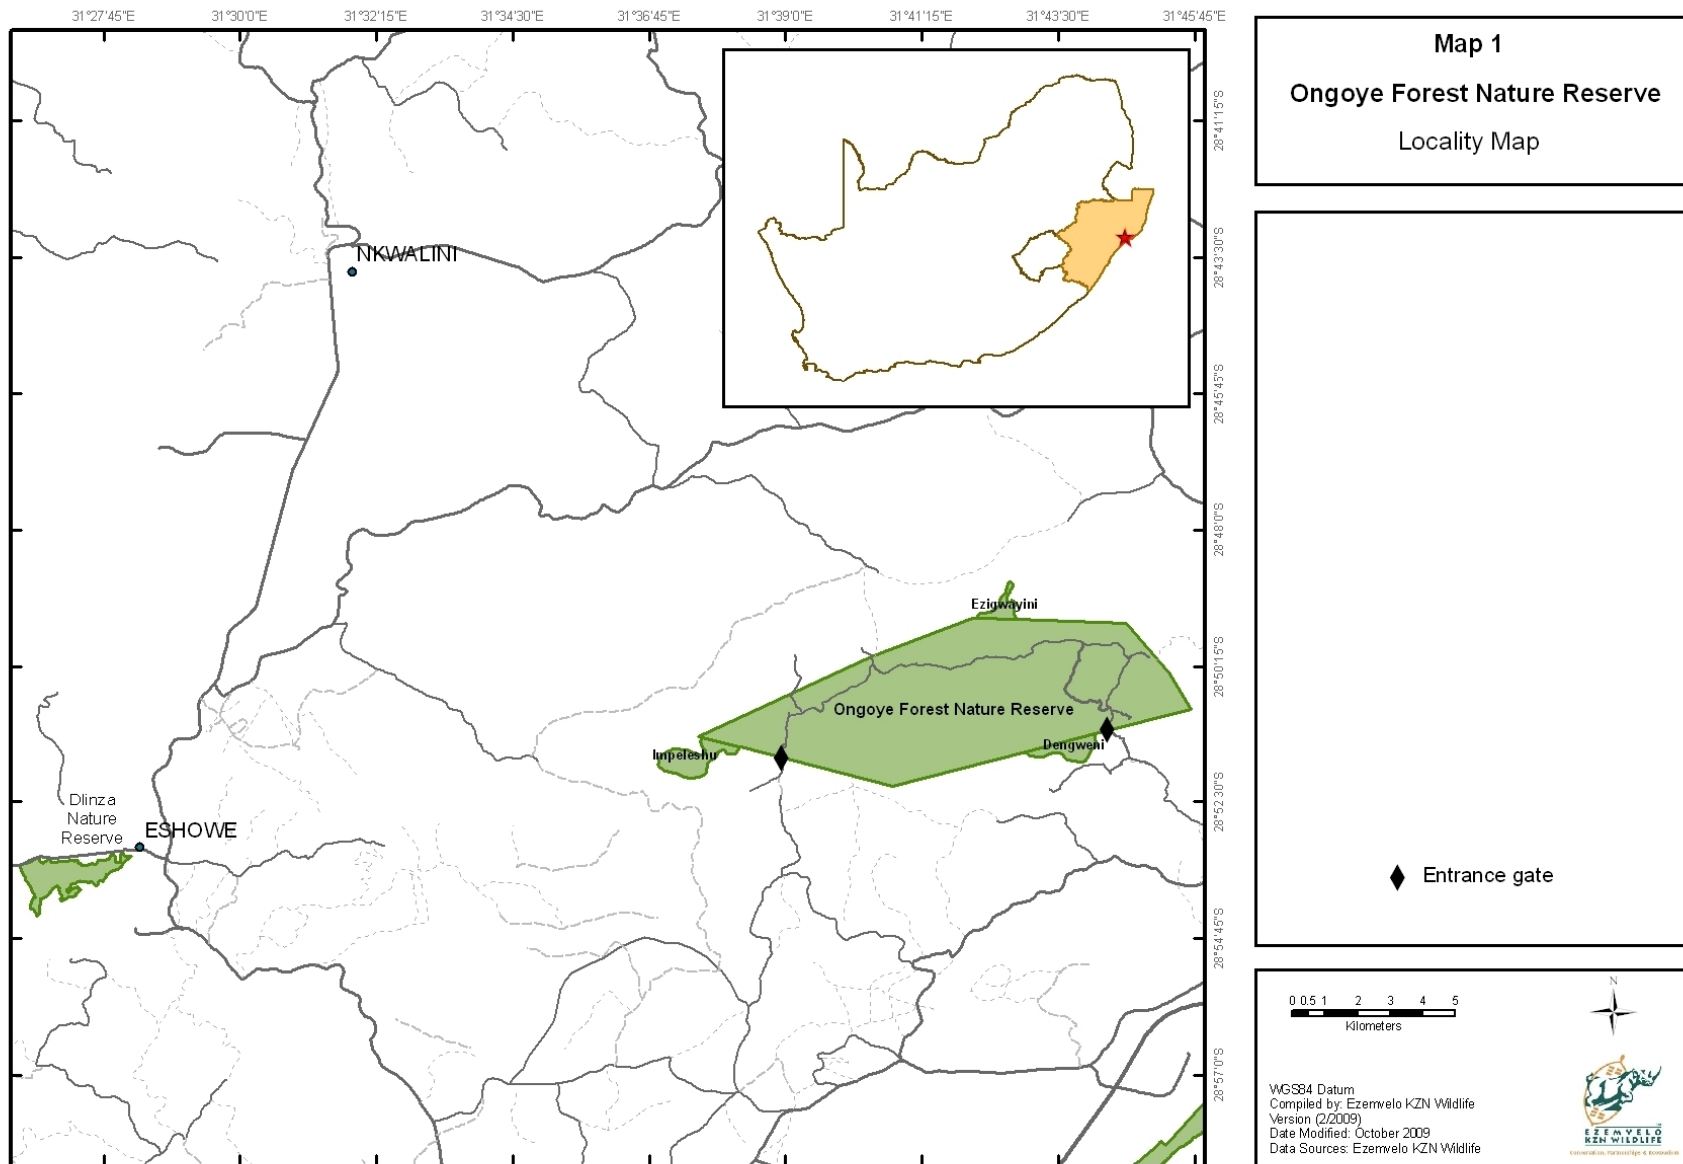 31°27'45"E
31°30'0"E
31°32'15"E
31°34'30"E
31°36'45"E
31°39'0"E
31°41'15"E
31°43'30"E
31°45'45"E
28°41'15"S
28°43'30"S
28°45'45"S
28°48'0"S
28°50'15"S
28°52'30"S
28°54'45"S
28°57'0"S
NKWALINI
Ezigwayini
Ongoye Forest Nature Reserve
Impeleshu
Dengweni
Dlinza
Nature
Reserve
ESHOWE
Map 1
Ongoye Forest Nature Reserve
Locality Map
Entrance gate
0 0.5 1 2 3 4 5
Kilometers
N
WGS84 Datum
Compiled by: Ezemvelo KZN Wildlife
Version (2/2009)
Date Modified: October 2009
Data Sources: Ezemvelo KZN Wildlife
EZEMVELO
KZN WILDLIFE
Conservation, Partnerships & Ecotourism